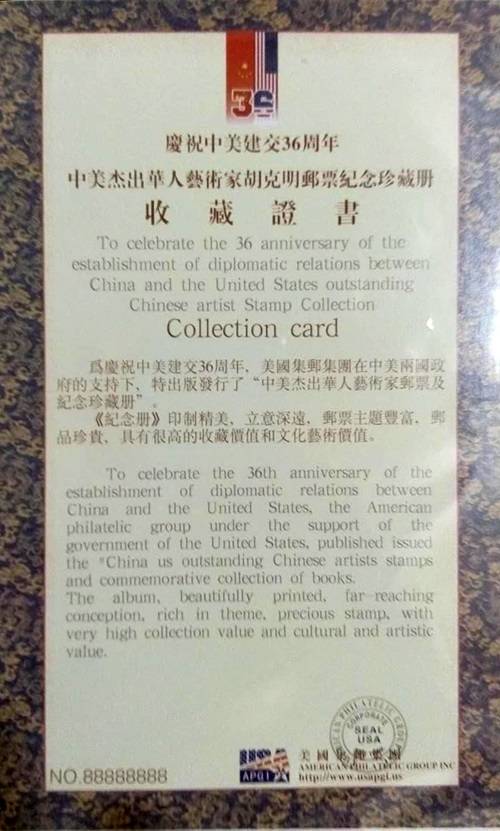 36
慶祝中美建交36周年
中美杰出華人藝術家胡克明郵票紀念珍藏册
收藏證書
To celebrate the 36 anniversary of the
establishment of diplomatic relations between
China and the United States outstanding
Chinese artist Stamp Collection
Collection card
爲慶祝中美建交36周年，美國集郵集團在中美兩國政
府的支持下，特出版發行了“中美杰出華人藝術家郵票及
紀念珍藏册”。
《紀念册》印制精美，立意深遠，郵票主題豐富，郵
品珍貴，具有很高的收藏價值和文化藝術價值。
To celebrate the 36th anniversary of the
establishment of diplomatic relations between
China and the United States, the American
philatelic group under the support of the
government of the United States, published issued
the "China us outstanding Chinese artists stamps
and commemorative collection of books.
The album, beautifully printed, far-reaching
conception, rich in theme, precious stamp, with
very high collection value and cultural and artistic
value.
PHILATELIC GROUP
CORPORATE
SEAL
USA
USA
APGI
美國集郵集團
AMERICAN PHILATELIC GROUP INC
http://www.usapgi.us
NO.88888888